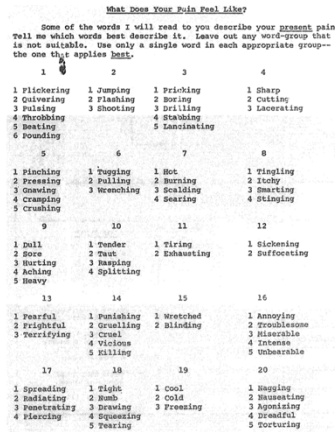 What Does Your Pain Feel Like?
Some of the words I will read to you describe your present pain
Tell me which words best describe it. Leave out any word-group that
is not suitable. Use only a single word in each appropriate group--
the one that applies best.
1 2 3 4
1 Flickering 1 Jumping 1 Pricking 1 Sharp
2 Quivering 2 Flashing 2 Boring 2 Cutting
3 Pulsing 3 Shooting 3 Drilling 3 Lacerating
4 Throbbing 4 Stabbing
5 Beating 5 Lancinating
6 Pounding
5 6 7 8
1 Pinching 1 Tugging 1 Hot 1 Tingling
2 Pressing 2 Pulling 2 Burning 2 Itchy
3 Gnawing 3 Wrenching 3 Scalding 3 Smarting
4 Cramping 4 Searing 4 Stinging
5 Crushing
9 10 11 12
1 Dull 1 Tender 1 Tiring 1 Sickening
2 Sore 2 Taut 2 Exhausting 2 Suffocating
3 Hurting 3 Rasping
4 Aching 4 Splitting
5 Heavy
13 14 15 16
1 Fearful 1 Punishing 1 Wretched 1 Annoying
2 Frightful 2 Gruelling 2 Blinding 2 Troublesome
3 Terrifying 3 Cruel 3 Miserable
4 Vicious 4 Intense
5 Killing 5 Unbearable
17 18 19 20
1 Spreading 1 Tight 1 Cool 1 Nagging
2 Radiating 2 Numb 2 Cold 2 Nauseating
3 Penetrating 3 Drawing 3 Freezing 3 Agonizing
4 Piercing 4 Squeezing 4 Dreadful
5 Tearing 5 Torturing